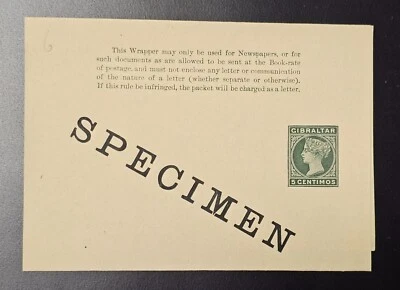 6
This Wrapper may only be used for Newspapers, or for
such documents as are allowed to be sent at the Book-rate
of postage, and must not enclose any letter or communication
of the nature of a letter (whether separate or otherwise).
If this rule be infringed, the packet will be charged as a letter.
SPECIMEN
GIBRALTAR
5 CENTIMOS